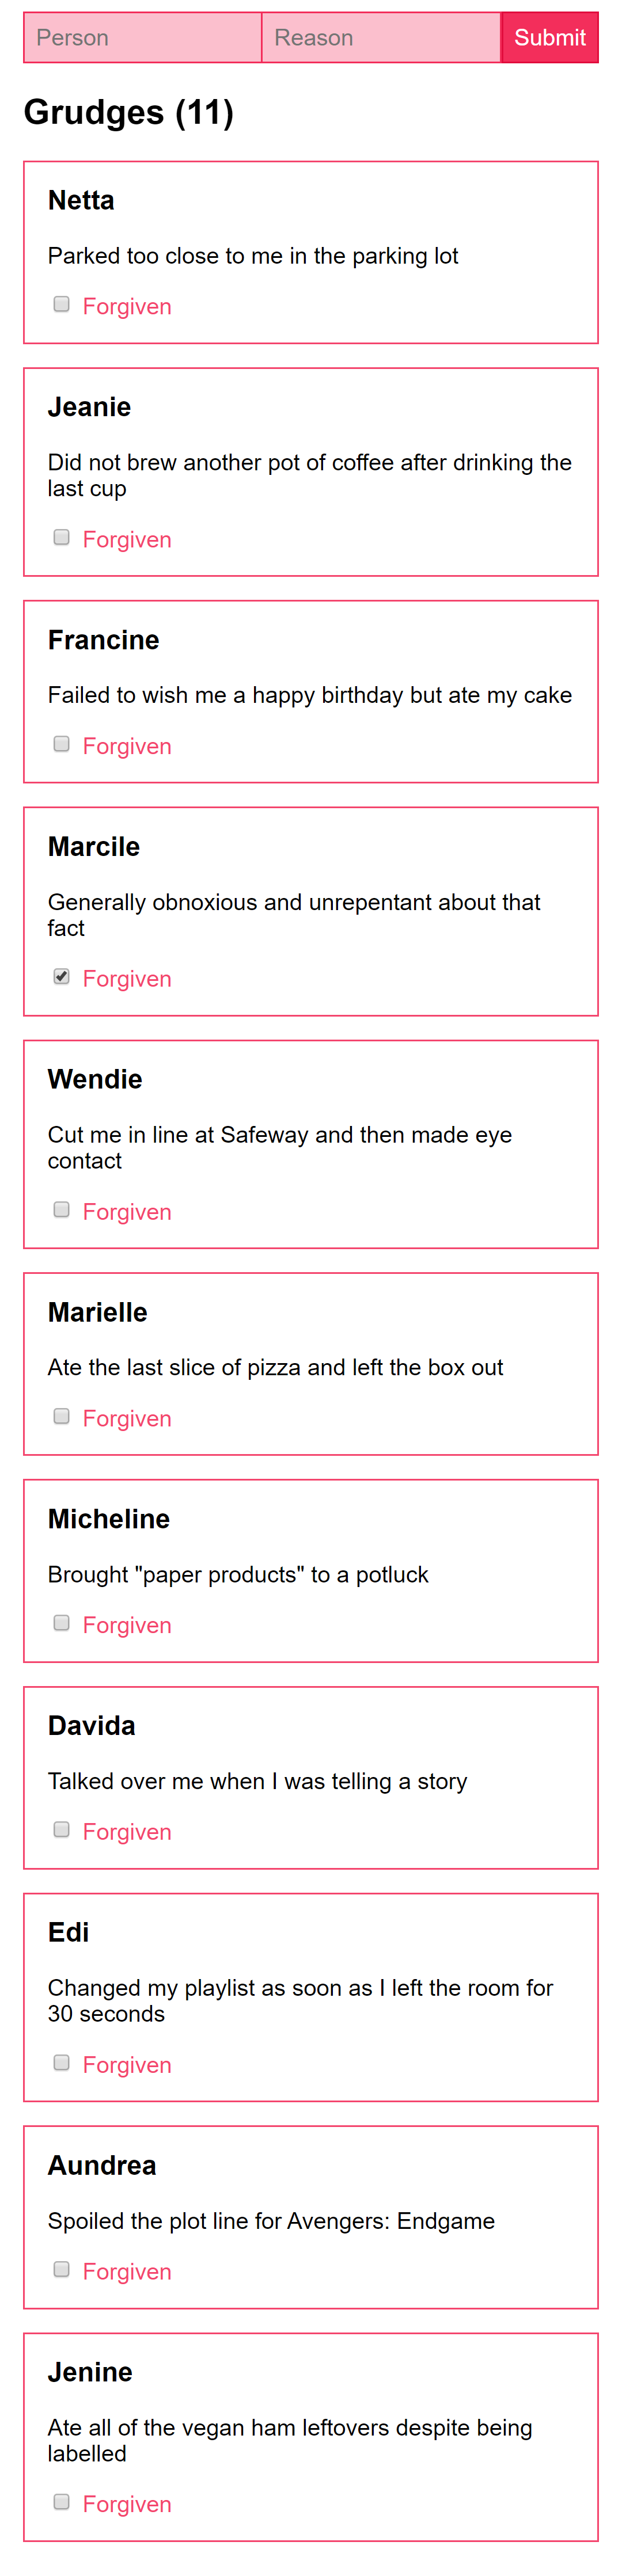 Person Reason Submit
Grudges (11)
Netta
Parked too close to me in the parking lot
Forgiven
Jeanie
Did not brew another pot of coffee after drinking the
last cup
Forgiven
Francine
Failed to wish me a happy birthday but ate my cake
Forgiven
Marcile
Generally obnoxious and unrepentant about that
fact
Forgiven
Wendie
Cut me in line at Safeway and then made eye
contact
Forgiven
Marielle
Ate the last slice of pizza and left the box out
Forgiven
Micheline
Brought "paper products" to a potluck
Forgiven
Davida
Talked over me when I was telling a story
Forgiven
Edi
Changed my playlist as soon as I left the room for
30 seconds
Forgiven
Aundrea
Spoiled the plot line for Avengers: Endgame
Forgiven
Jenine
Ate all of the vegan ham leftovers despite being
labelled
Forgiven